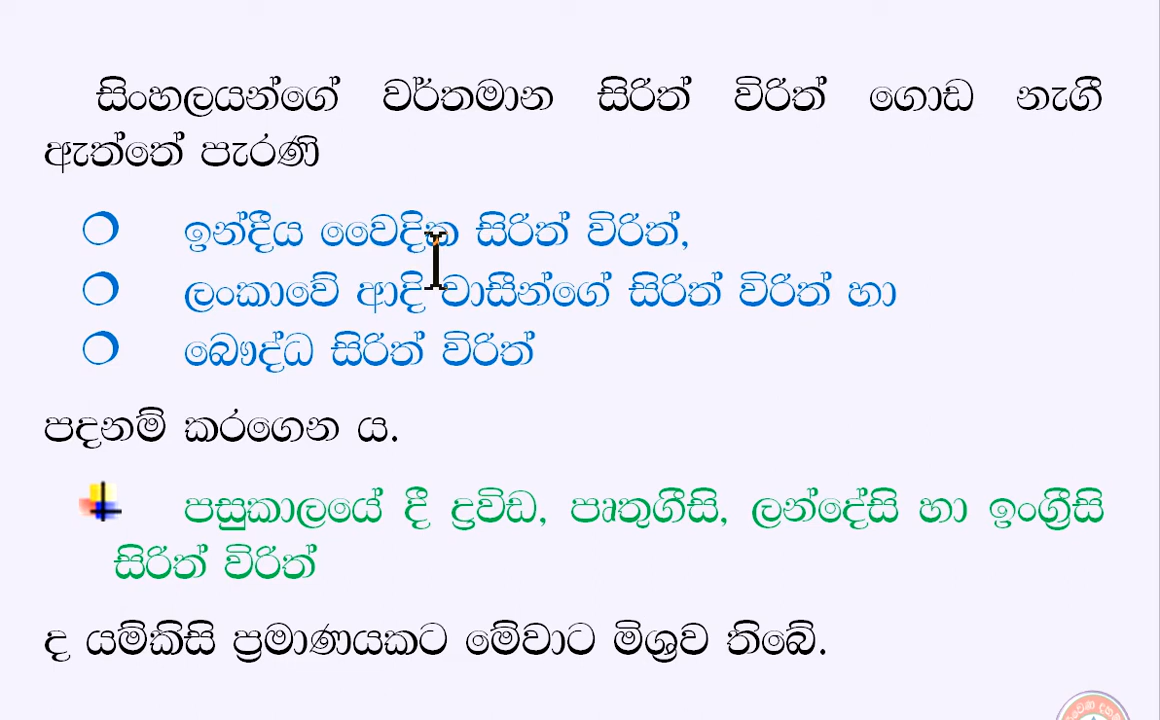 සිංහලයන්ගේ වර්තමාන සිරිත් විරිත් ගොඩ නැගී
ඇත්තේ පැරණි
❍ ඉන්දීය වෛදික සිරිත් විරිත්,
❍ ලංකාවේ ආදි වාසීන්ගේ සිරිත් විරිත් හා
❍ බෞද්ධ සිරිත් විරිත්
පදනම් කරගෙන ය.
පසුකාලයේ දී ද්‍රවිඩ, පෘතුගීසි, ලන්දේසි හා ඉංග්‍රීසි
සිරිත් විරිත්
ද යම්කිසි ප්‍රමාණයකට මේවාට මිශ්‍රව තිබේ.